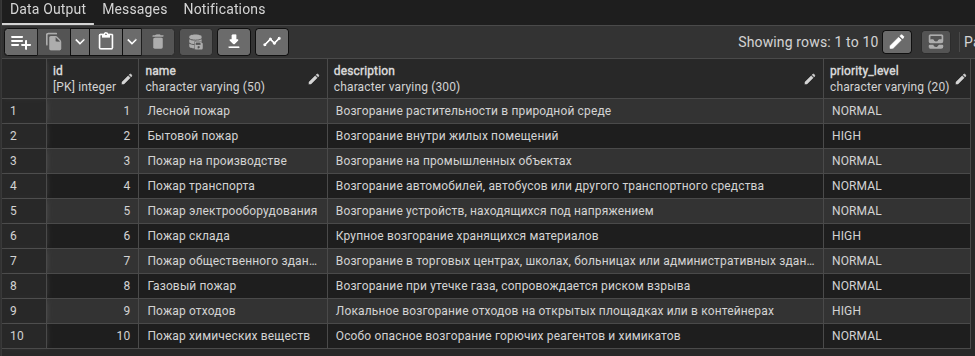 Data Output Messages Notifications
Showing rows: 1 to 10
id name description priority_level
[PK] integer character varying (50) character varying (300) character varying (20)
1 1 Лесной пожар Возгорание растительности в природной среде NORMAL
2 2 Бытовой пожар Возгорание внутри жилых помещений HIGH
3 3 Пожар на производстве Возгорание на промышленных объектах NORMAL
4 4 Пожар транспорта Возгорание автомобилей, автобусов или другого транспортного средства NORMAL
5 5 Пожар электрооборудования Возгорание устройств, находящихся под напряжением NORMAL
6 6 Пожар склада Крупное возгорание хранящихся материалов HIGH
7 7 Пожар общественного здан... Возгорание в торговых центрах, школах, больницах или административных здан... NORMAL
8 8 Газовый пожар Возгорание при утечке газа, сопровождается риском взрыва NORMAL
9 9 Пожар отходов Локальное возгорание отходов на открытых площадках или в контейнерах HIGH
10 10 Пожар химических веществ Особо опасное возгорание горючих реагентов и химикатов NORMAL